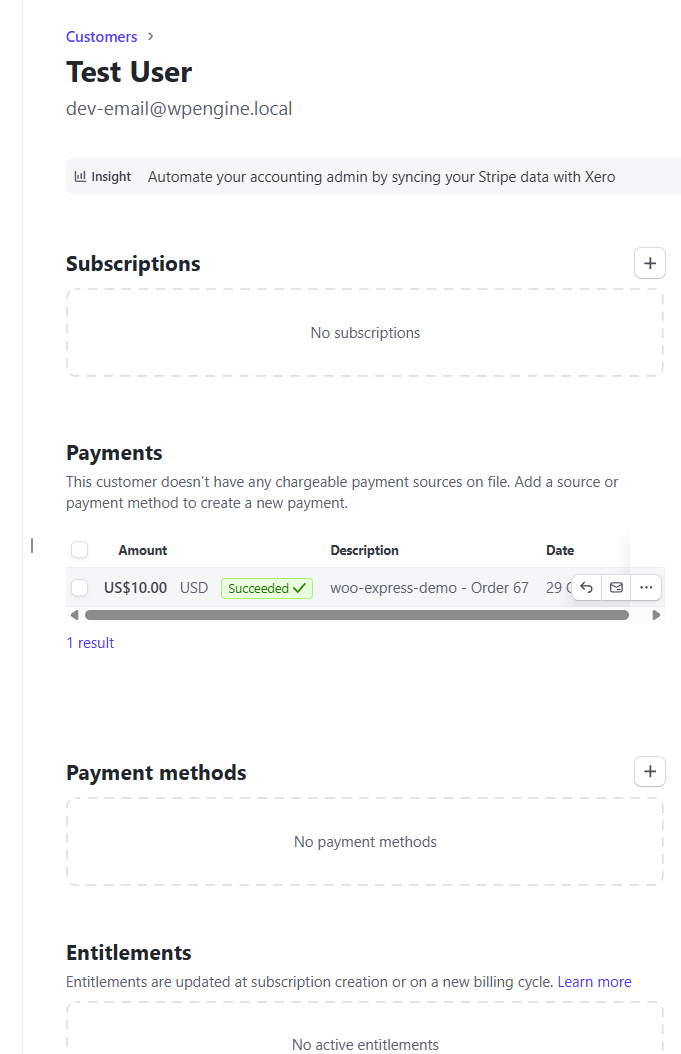 Customers
Test User
dev-email@wpengine.local
Insight Automate your accounting admin by syncing your Stripe data with Xero
Subscriptions
No subscriptions
Payments
This customer doesn't have any chargeable payment sources on file. Add a source or
payment method to create a new payment.
Amount Description Date
US$10.00 USD Succeeded woo-express-demo - Order 67 29
1 result
Payment methods
No payment methods
Entitlements
Entitlements are updated at subscription creation or on a new billing cycle. Learn more
No active entitlements